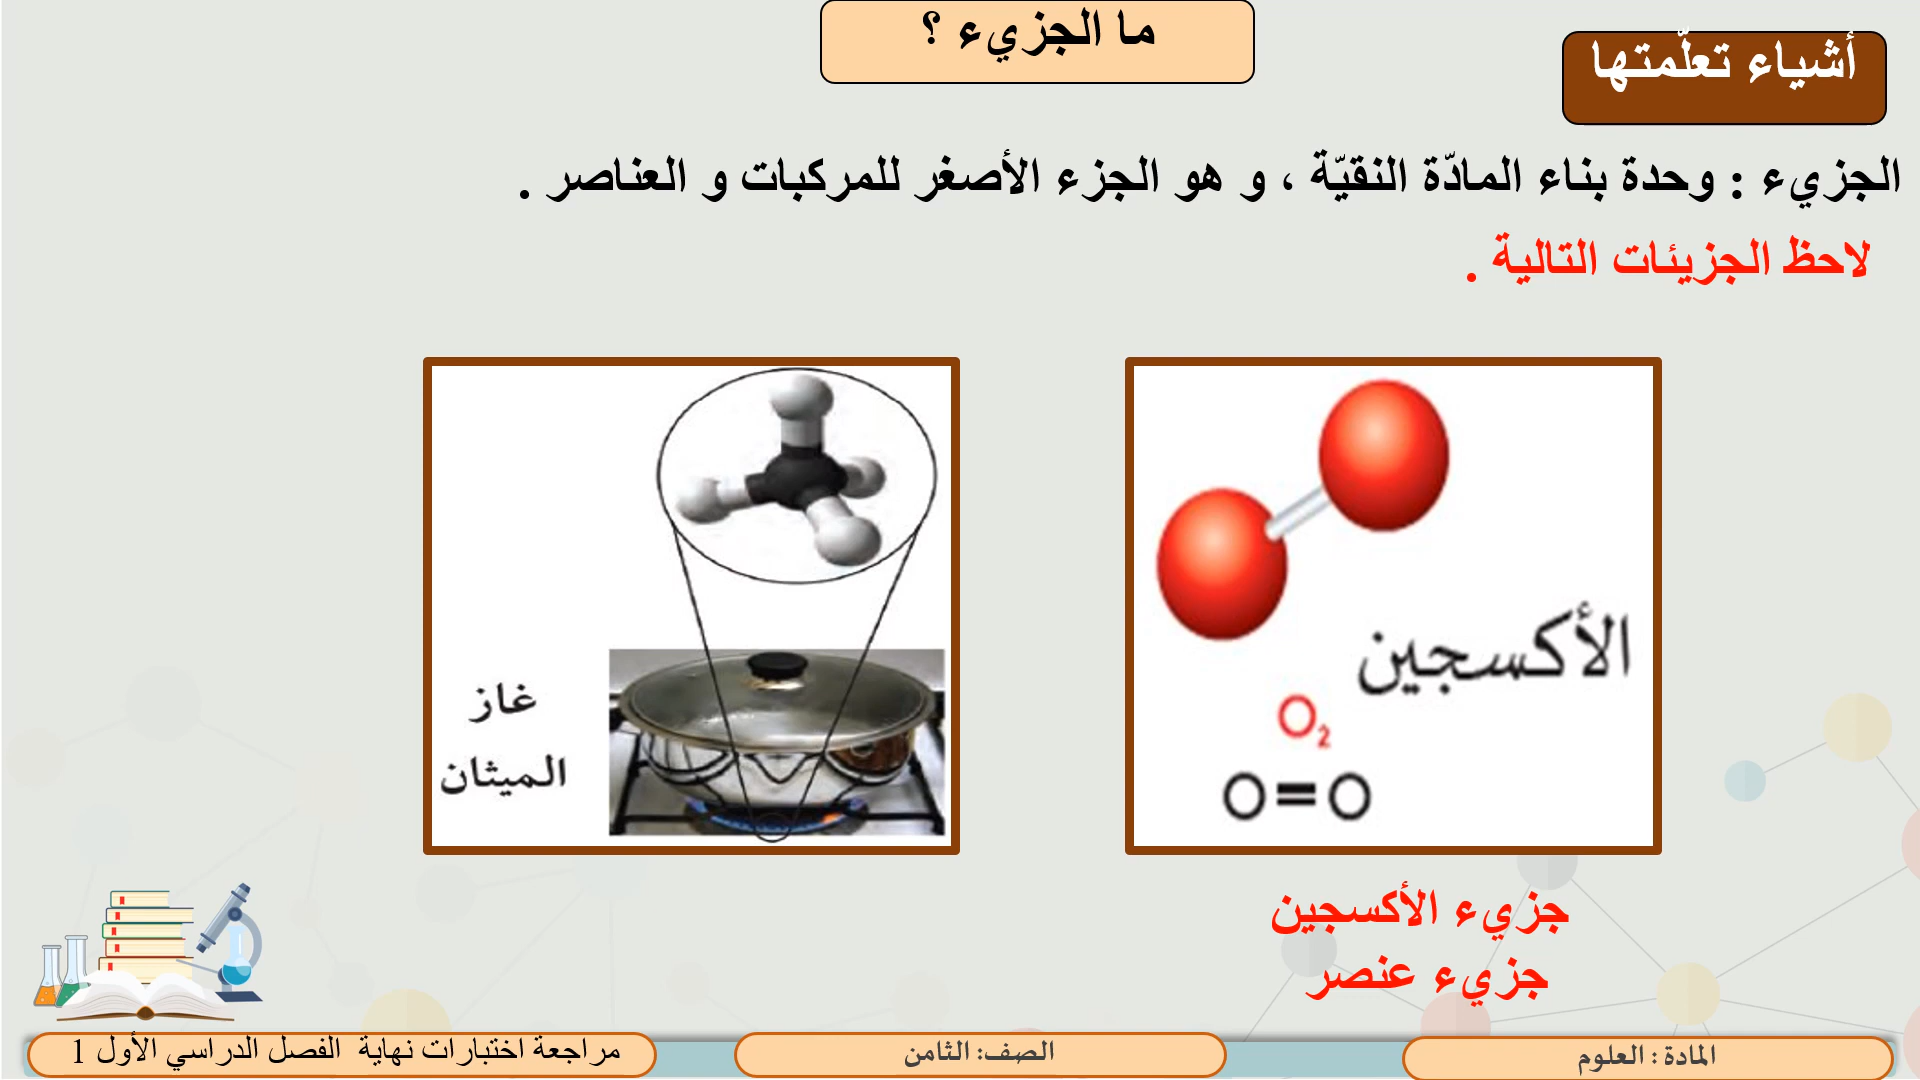 ما الجزيء ؟
أشياء تعلّمتها
الجزيء : وحدة بناء المادّة النقيّة ، و هو الجزء الأصغر للمركبات و العناصر .
لاحظ الجزيئات التالية .
الأكسجين
O₂
O=O
غاز
الميثان
جزيء الأكسجين
جزيء عنصر
المادة : العلوم
الصف: الثامن
مراجعة اختبارات نهاية الفصل الدراسي الأول 1